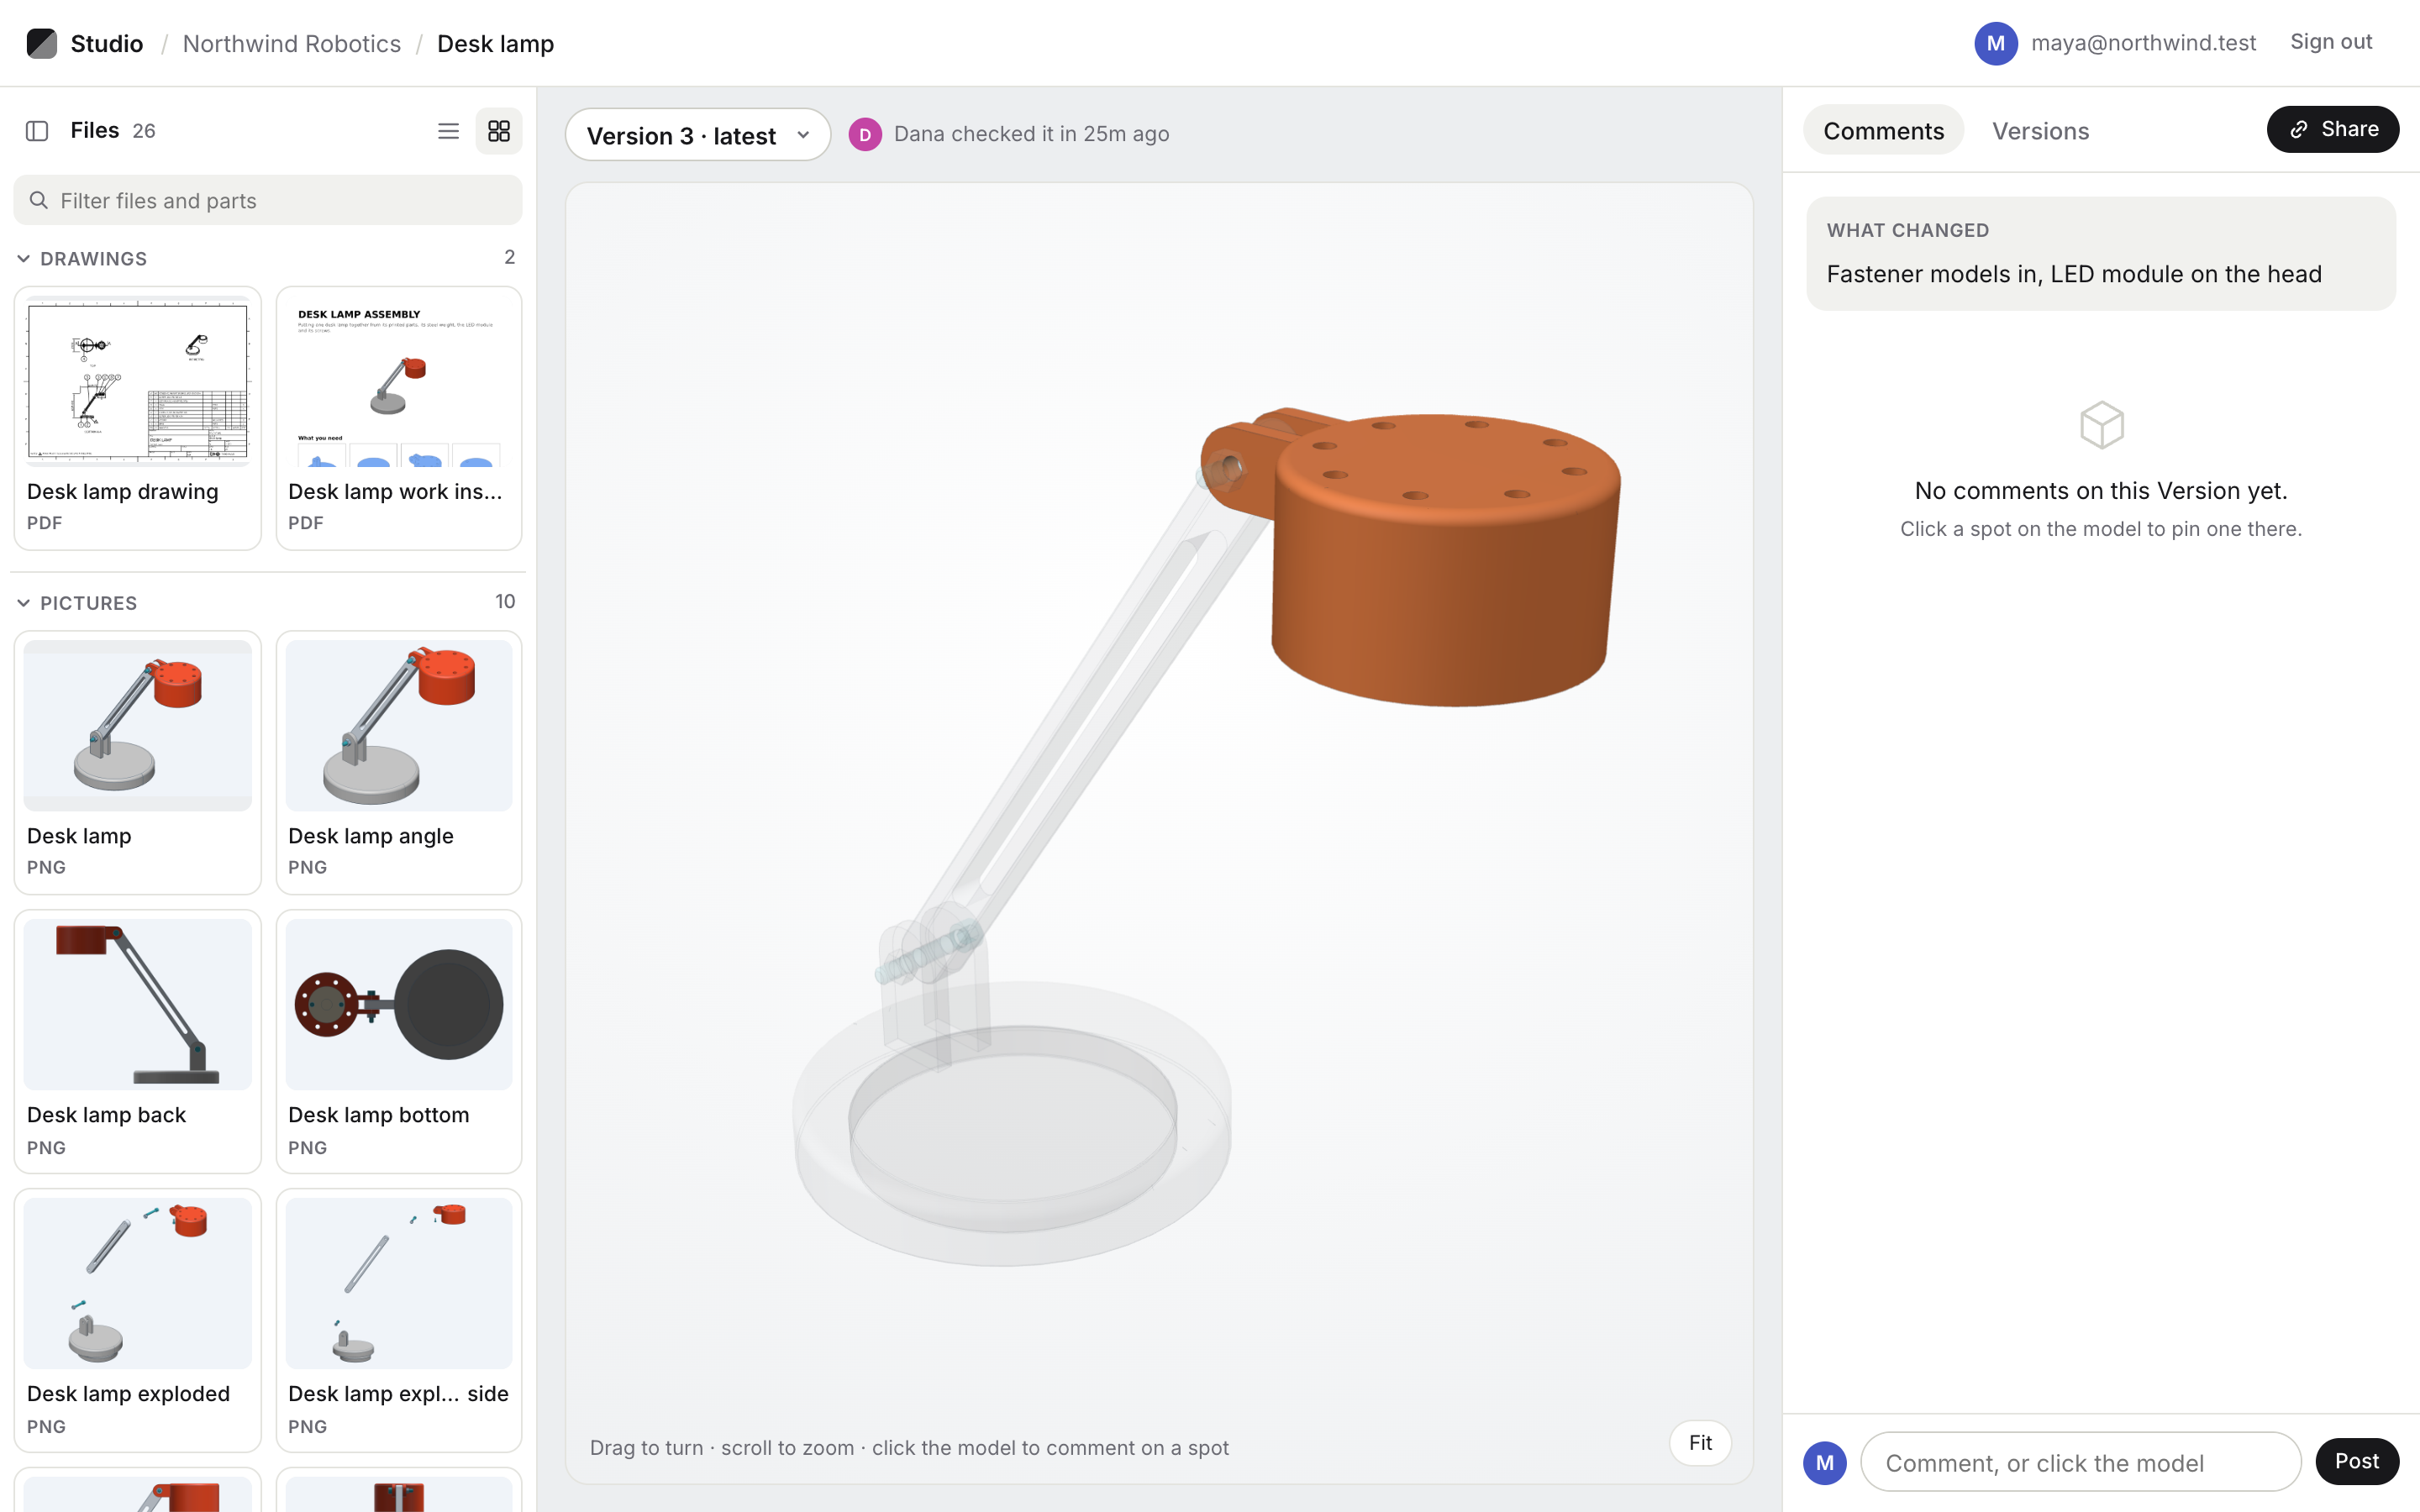 Studio / Northwind Robotics / Desk lamp
M maya@northwind.test Sign out
Files 26
Filter files and parts
DRAWINGS 2
DESK LAMP ASSEMBLY
What you need
Desk lamp drawing
PDF
Desk lamp work ins...
PDF
PICTURES 10
Desk lamp
PNG
Desk lamp angle
PNG
Desk lamp back
PNG
Desk lamp bottom
PNG
Desk lamp exploded
PNG
Desk lamp expl... side
PNG
Version 3 · latest
D Dana checked it in 25m ago
Drag to turn · scroll to zoom · click the model to comment on a spot
Fit
Comments Versions Share
WHAT CHANGED
Fastener models in, LED module on the head
No comments on this Version yet.
Click a spot on the model to pin one there.
M Comment, or click the model Post